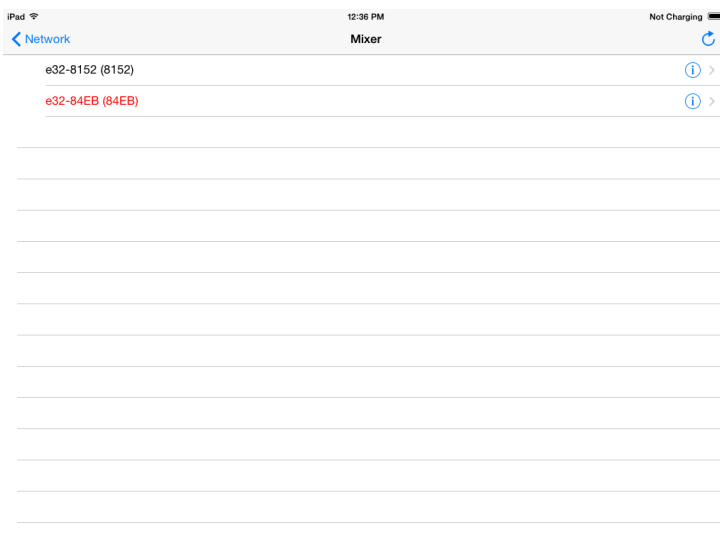 iPad 12:36 PM Not Charging
Network Mixer
e32-8152 (8152)
e32-84EB (84EB)